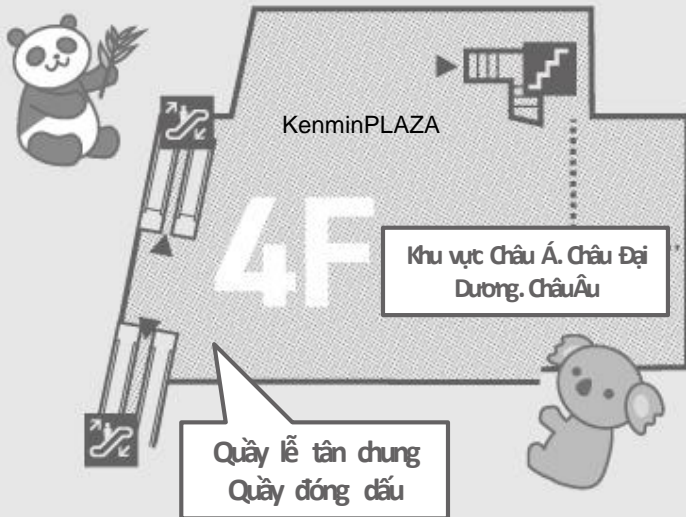 KenminPLAZA
4F
Khu vực Châu Á. Châu Đại
Dương. ChâuÂu
Quầy lễ tân chung
Quầy đóng dấu